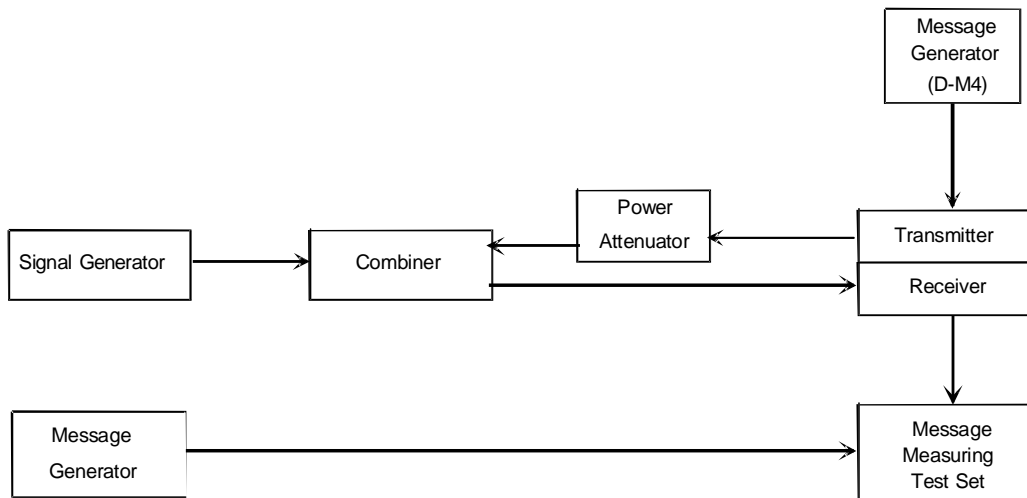 Message
Generator
(D-M4)
Power
Attenuator
Transmitter
Signal Generator
Combiner
Receiver
Message
Generator
Message
Measuring
Test Set